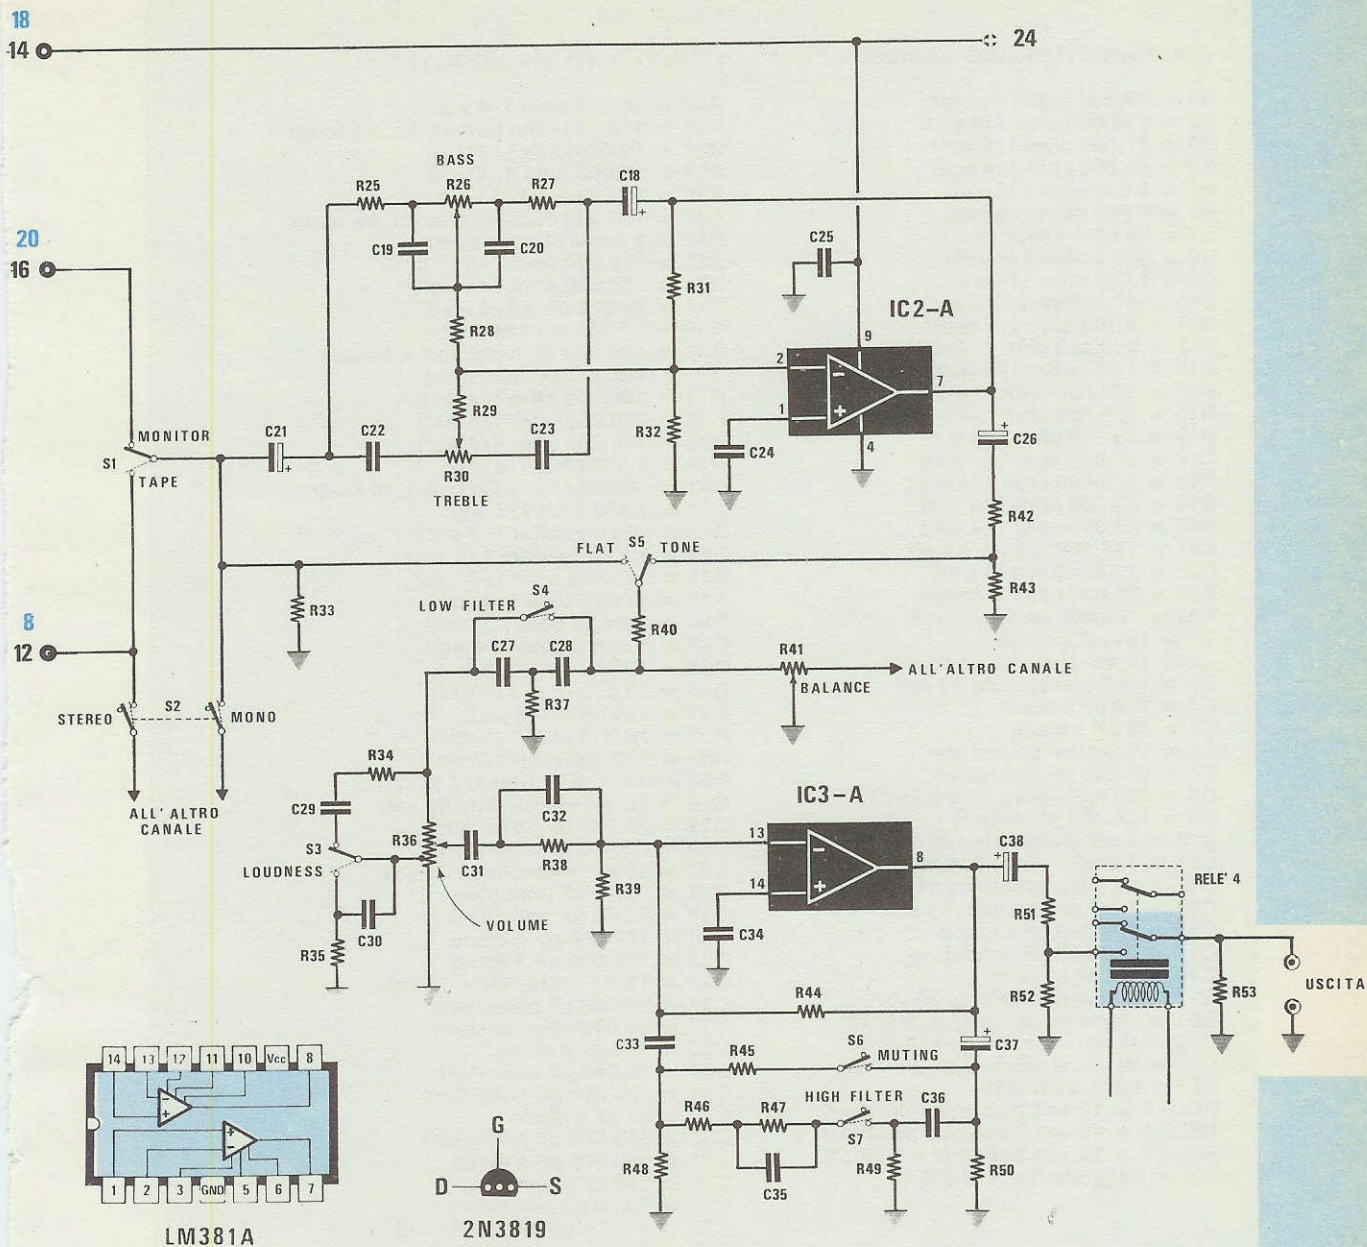 18
14
24
BASS
R25
R26
R27
C18
C19
C20
20
16
C25
R31
IC2-A
R28
9
2
7
R29
1
MONITOR
C21
C22
C23
R32
C24
4
C26
S1
TAPE
R30
TREBLE
R42
FLAT
S5
TONE
R33
LOW FILTER
S4
R40
R43
8
12
C27
C28
R41
ALL'ALTRO CANALE
BALANCE
R37
STEREO
S2
MONO
R34
IC3-A
C29
C32
ALL' ALTRO
CANALE
S3
R36
13
8
C38
LOUDNESS
C31
R38
RELE' 4
R39
14
C30
VOLUME
R51
R35
C34
R44
R52
R53
USCITA
C33
S6
C37
R45
MUTING
14
13
12
11
10
Vcc
8
HIGH FILTER
C36
R46
R47
S7
G
R48
C35
R49
R50
D
S
1
2
3
GND
5
6
7
2N3819
LM381A
+
+
+
-
+
+
-
+
+
+
-
+
+
-